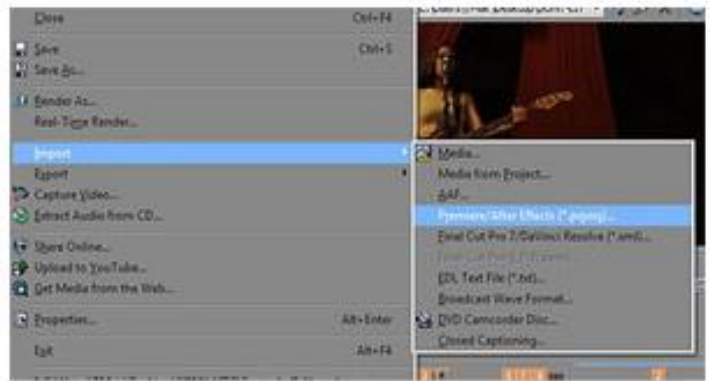 Close Ctrl+F4
Save Ctrl+S
Save As...
Render As...
Real-Time Render...
Import
Export
Capture Video...
Extract Audio from CD...
Share Online...
Upload to YouTube...
Get Media from the Web...
Properties... Alt+Enter
Exit Alt+F4
Media...
Media from Project...
AAF...
Premiere/After Effects (*.prproj)...
Final Cut Pro 7/DaVinci Resolve (*.xml)...
EDL Text File (*.txt)...
Broadcast Wave Format...
DVD Camcorder Disc...
Closed Captioning...